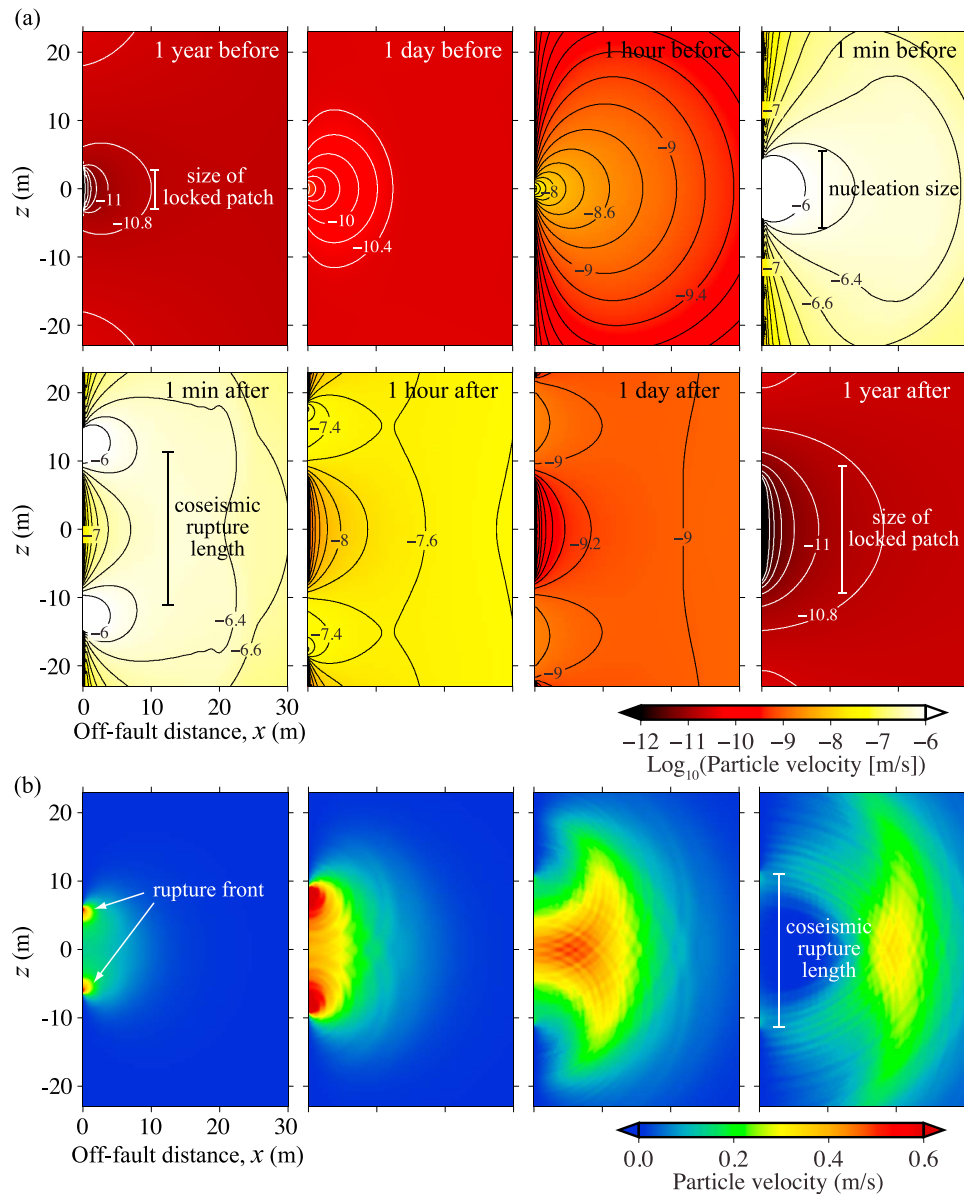 (a)
1 year before
1 day before
1 hour before
1 min before
20
10
0
-10
-20
z (m)
−11
−10.8
size of
locked patch
−10
−10.4
−8
−8.6
−9
−9
−9.4
−7
−6
−7
−6.4
−6.6
nucleation size
1 min after
1 hour after
1 day after
1 year after
20
10
0
-10
-20
z (m)
−6
−7
−6
−6.4
−6.6
coseismic
rupture
length
−7.4
−8
−7.6
−7.4
−9
−9.2
−9
−9
−11
−10.8
size of
locked patch
0 10 20 30
Off-fault distance, x (m)
−12 −11 −10 −9 −8 −7 −6
Log10(Particle velocity [m/s])
(b)
20
10
0
-10
-20
z (m)
rupture front
coseismic
rupture
length
0 10 20 30
Off-fault distance, x (m)
0.0 0.2 0.4 0.6
Particle velocity (m/s)